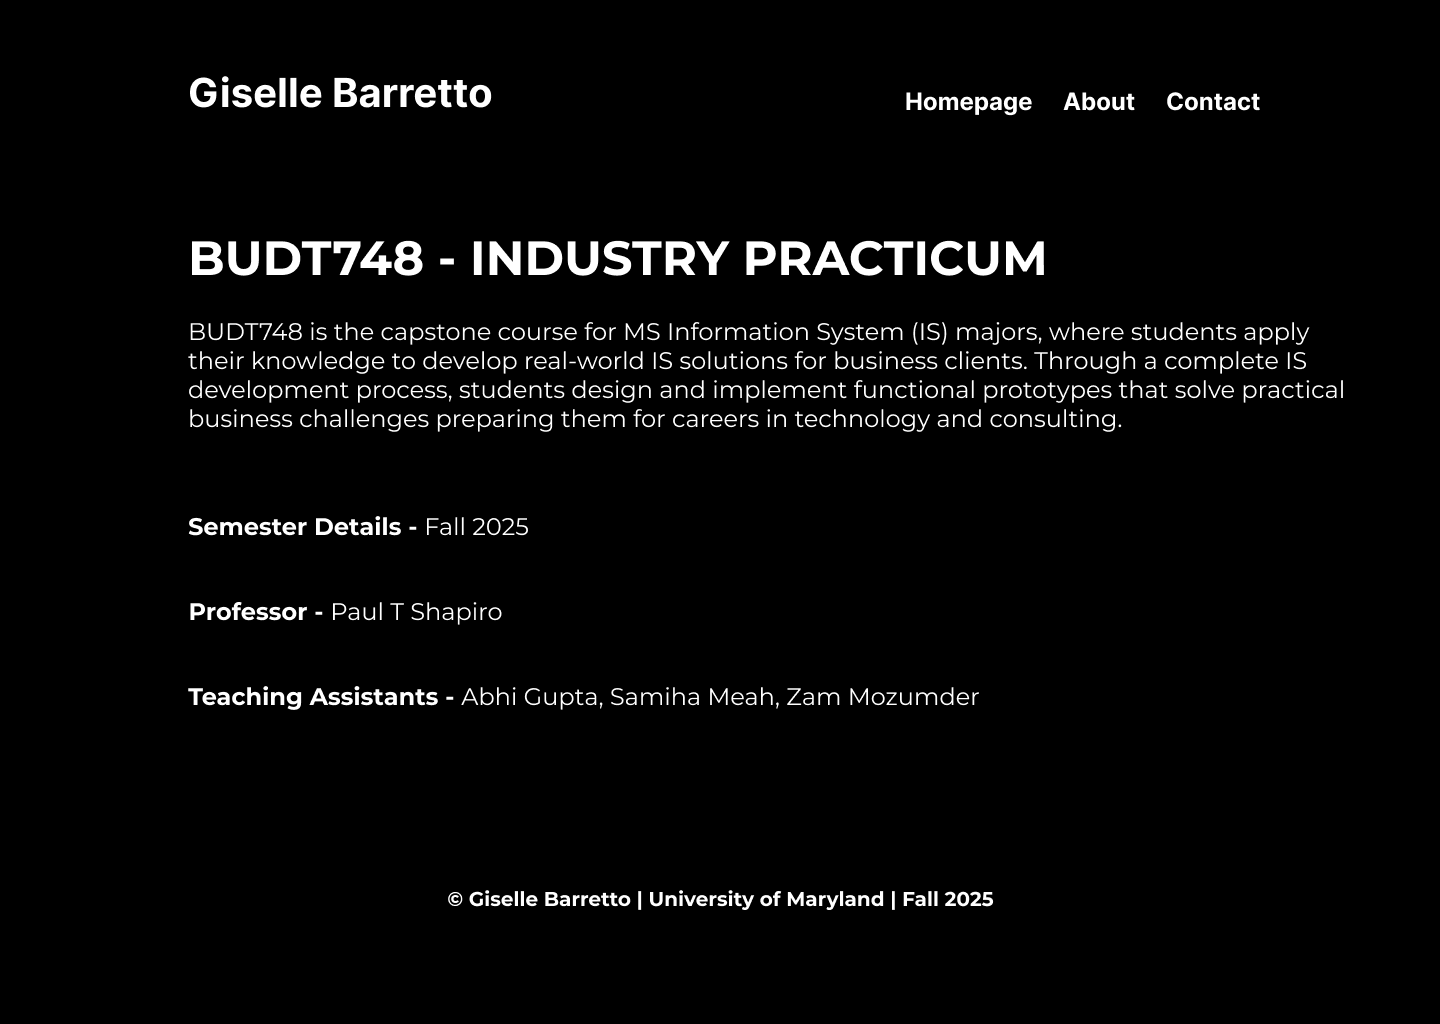 Giselle Barretto
Homepage About Contact
BUDT748 - INDUSTRY PRACTICUM
BUDT748 is the capstone course for MS Information System (IS) majors, where students apply
their knowledge to develop real-world IS solutions for business clients. Through a complete IS
development process, students design and implement functional prototypes that solve practical
business challenges preparing them for careers in technology and consulting.
Semester Details - Fall 2025
Professor - Paul T Shapiro
Teaching Assistants - Abhi Gupta, Samiha Meah, Zam Mozumder
© Giselle Barretto | University of Maryland | Fall 2025